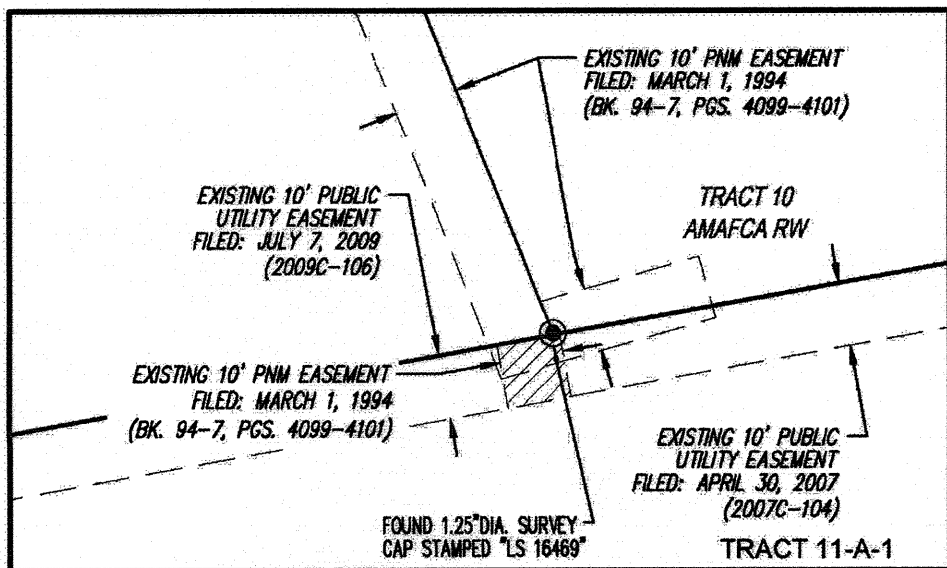 EXISTING 10' PNM EASEMENT
FILED: MARCH 1, 1994
(BK. 94-7, PGS. 4099-4101)
EXISTING 10' PUBLIC
UTILITY EASEMENT
FILED: JULY 7, 2009
(2009C-106)
TRACT 10
AMAFCA RW
EXISTING 10' PNM EASEMENT
FILED: MARCH 1, 1994
(BK. 94-7, PGS. 4099-4101)
EXISTING 10' PUBLIC
UTILITY EASEMENT
FILED: APRIL 30, 2007
(2007C-104)
FOUND 1.25"DIA. SURVEY
CAP STAMPED "LS 16469"
TRACT 11-A-1